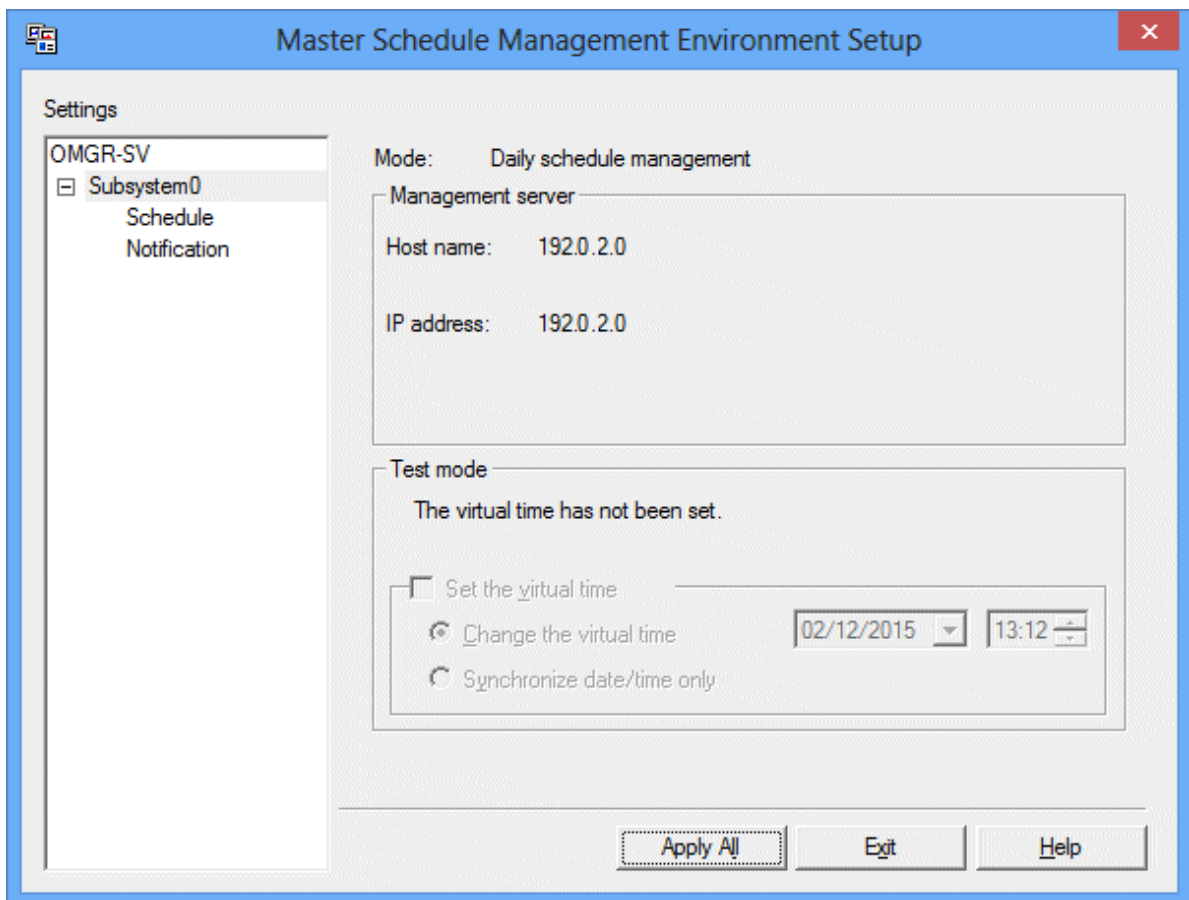 Master Schedule Management Environment Setup
Settings
OMGR-SV
Subsystem0
Schedule
Notification
Mode: Daily schedule management
Management server
Host name: 192.0.2.0
IP address: 192.0.2.0
Test mode
The virtual time has not been set.
Set the virtual time
Change the virtual time 02/12/2015 13:12
Synchronize date/time only
Apply All Exit Help